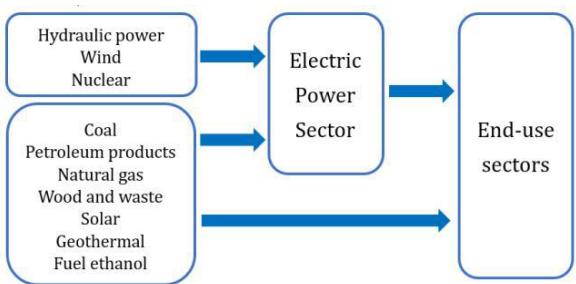 Hydraulic power
Wind
Nuclear
Coal
Petroleum products
Natural gas
Wood and waste
Solar
Geothermal
Fuel ethanol
Electric
Power
Sector
End-use
sectors